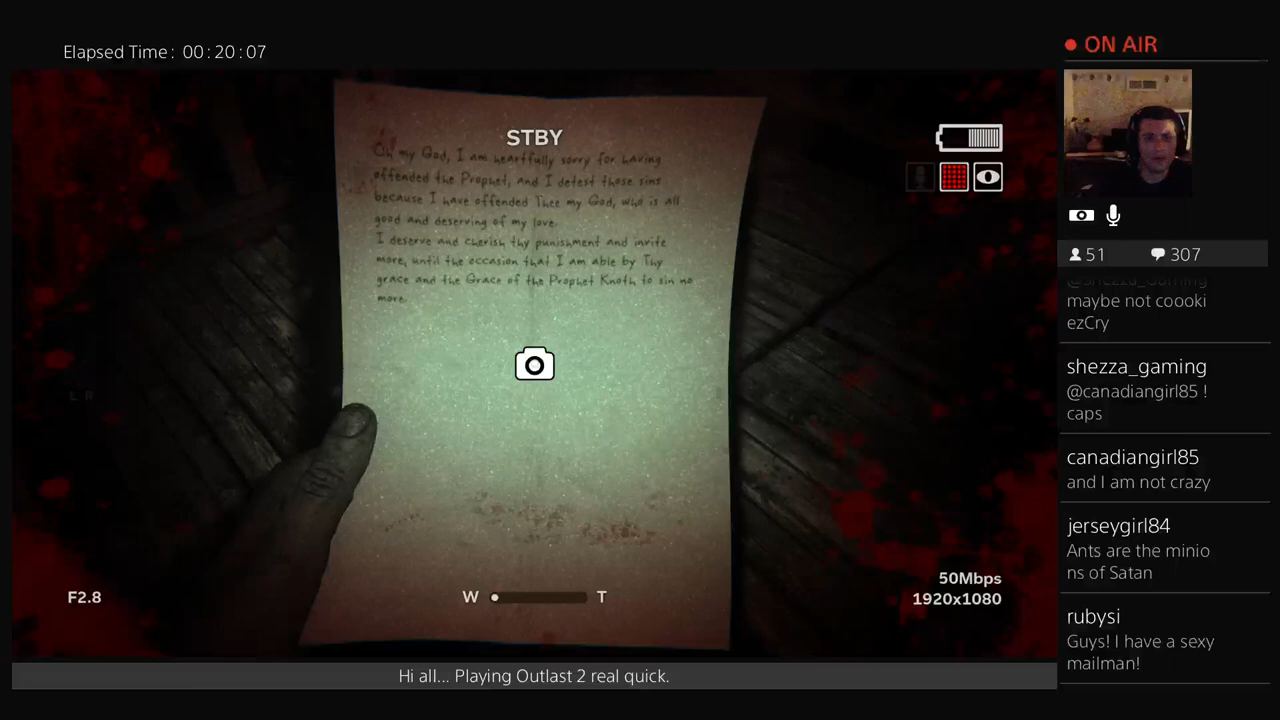 Elapsed Time: 00:20:07
ON AIR
STBY
Oh my God, I am heartfully sorry for having
offended the Prophet, and I detest those sins
because I have offended Thee my God, who is all
good and deserving of my love.
I deserve and cherish thy punishment and invite
more, until the occasion that I am able by Thy
grace and the Grace of the Prophet Knoth to sin no
more.
L R
F2.8
W T
50Mbps
1920x1080
Hi all... Playing Outlast 2 real quick.
51 307
@shezza_gaming
maybe not coooki
ezCry
shezza_gaming
@canadiangirl85 !
caps
canadiangirl85
and I am not crazy
jerseygirl84
Ants are the minio
ns of Satan
rubysi
Guys! I have a sexy
mailman!